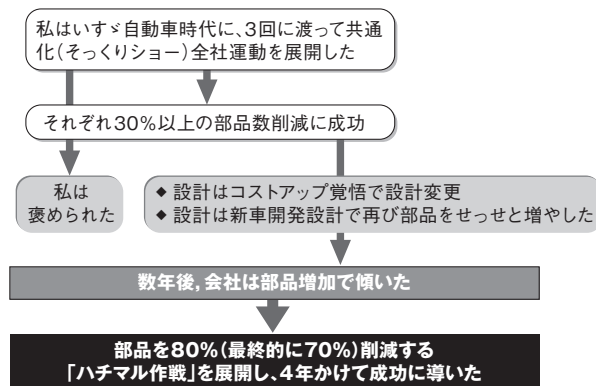 私はいすゞ自動車時代に、3回に渡って共通
化(そっくりショー)全社運動を展開した
それぞれ30%以上の部品数削減に成功
私は
褒められた
◆ 設計はコストアップ覚悟で設計変更
◆ 設計は新車開発設計で再び部品をせっせと増やした
数年後,会社は部品増加で傾いた
部品を80%(最終的に70%)削減する
「ハチマル作戦」を展開し、4年かけて成功に導いた